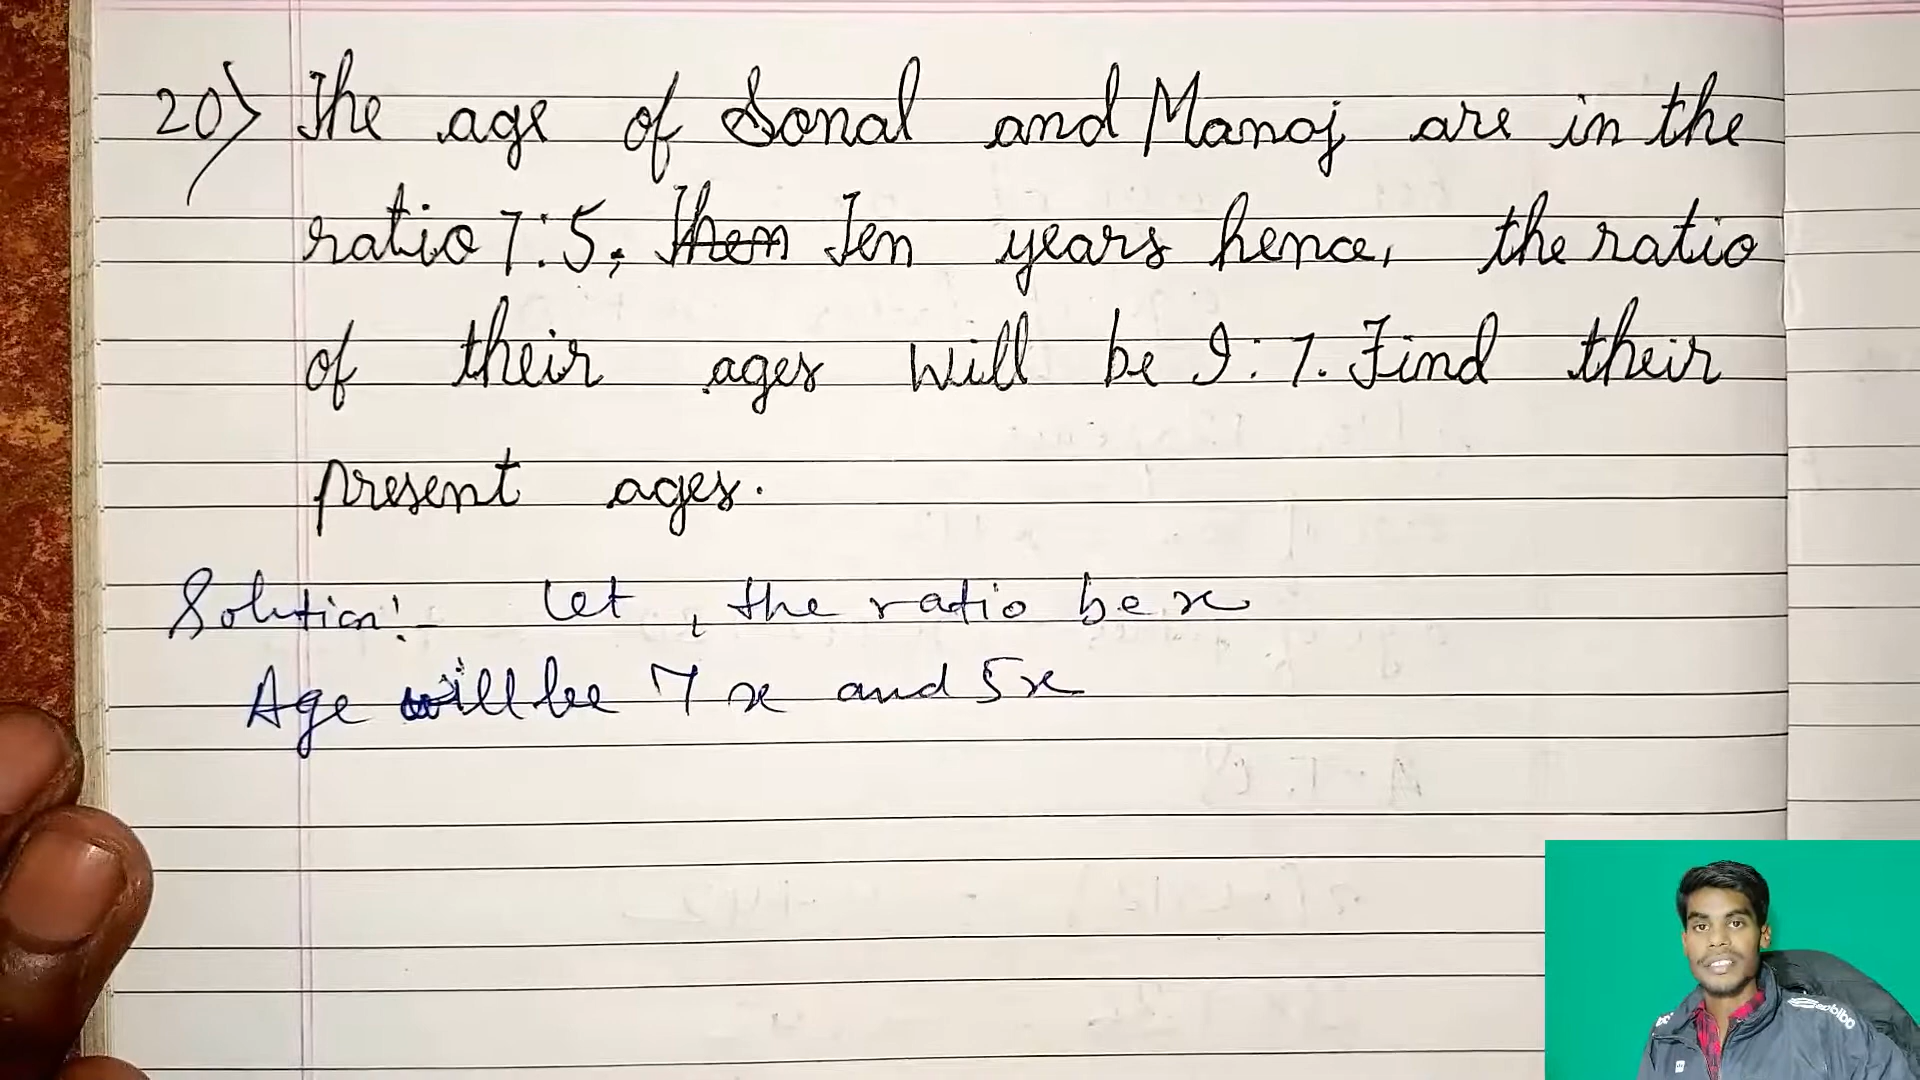 20) The age of Sonal and Manoj are in the
ratio 7:5, Then Ten years hence, the ratio
of their ages will be 9:7. Find their
present ages.
Solution:- Let, the ratio be x
Age will be 7x and 5x